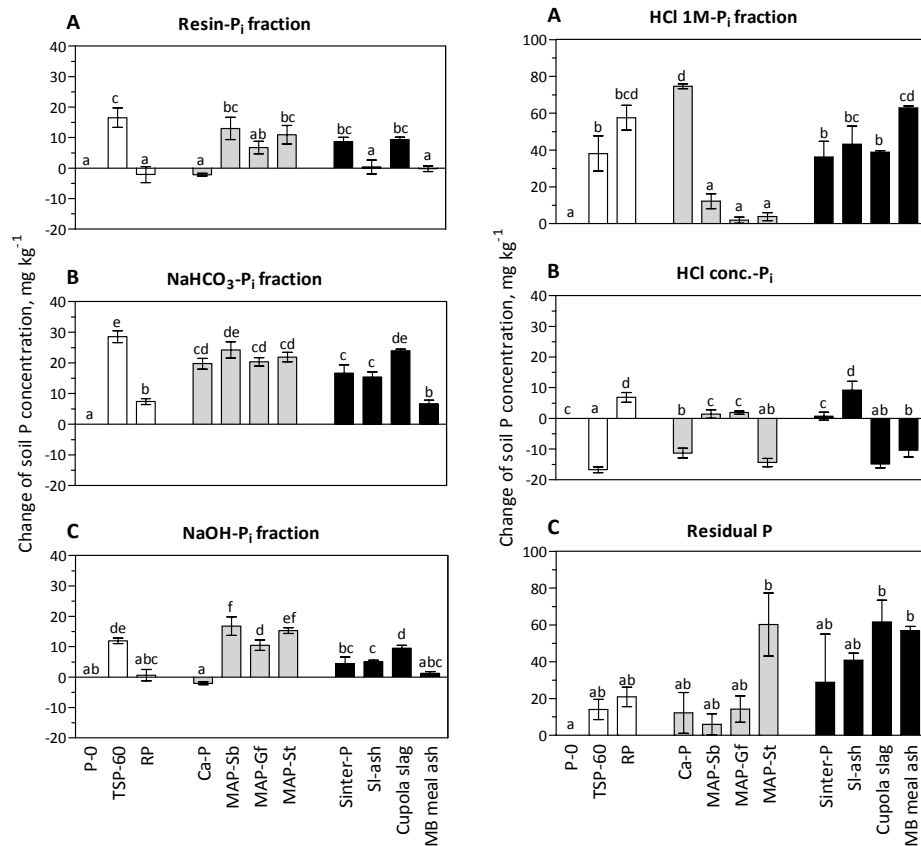 A
Resin-Pi fraction
40
30
20
10
0
-10
-20
a
c
a
a
bc
ab
bc
bc
a
bc
a
B
NaHCO3-Pi fraction
40
30
20
10
0
-10
-20
a
e
b
cd
de
cd
cd
c
c
de
b
C
NaOH-Pi fraction
40
30
20
10
0
-10
-20
ab
de
abc
a
f
d
ef
bc
c
d
abc
Change of soil P concentration, mg kg-1
P-0
TSP-60
RP
Ca-P
MAP-Sb
MAP-Gf
MAP-St
Sinter-P
Sl-ash
Cupola slag
MB meal ash
A
HCl 1M-Pi fraction
100
80
60
40
20
0
a
b
bcd
d
a
a
a
b
bc
b
cd
B
HCl conc.-Pi
40
30
20
10
0
-10
-20
c
a
d
b
c
c
ab
c
d
ab
b
C
Residual P
100
80
60
40
20
0
a
ab
ab
ab
ab
ab
b
ab
ab
b
b
Change of soil P concentration, mg kg-1
P-0
TSP-60
RP
Ca-P
MAP-Sb
MAP-Gf
MAP-St
Sinter-P
Sl-ash
Cupola slag
MB meal ash